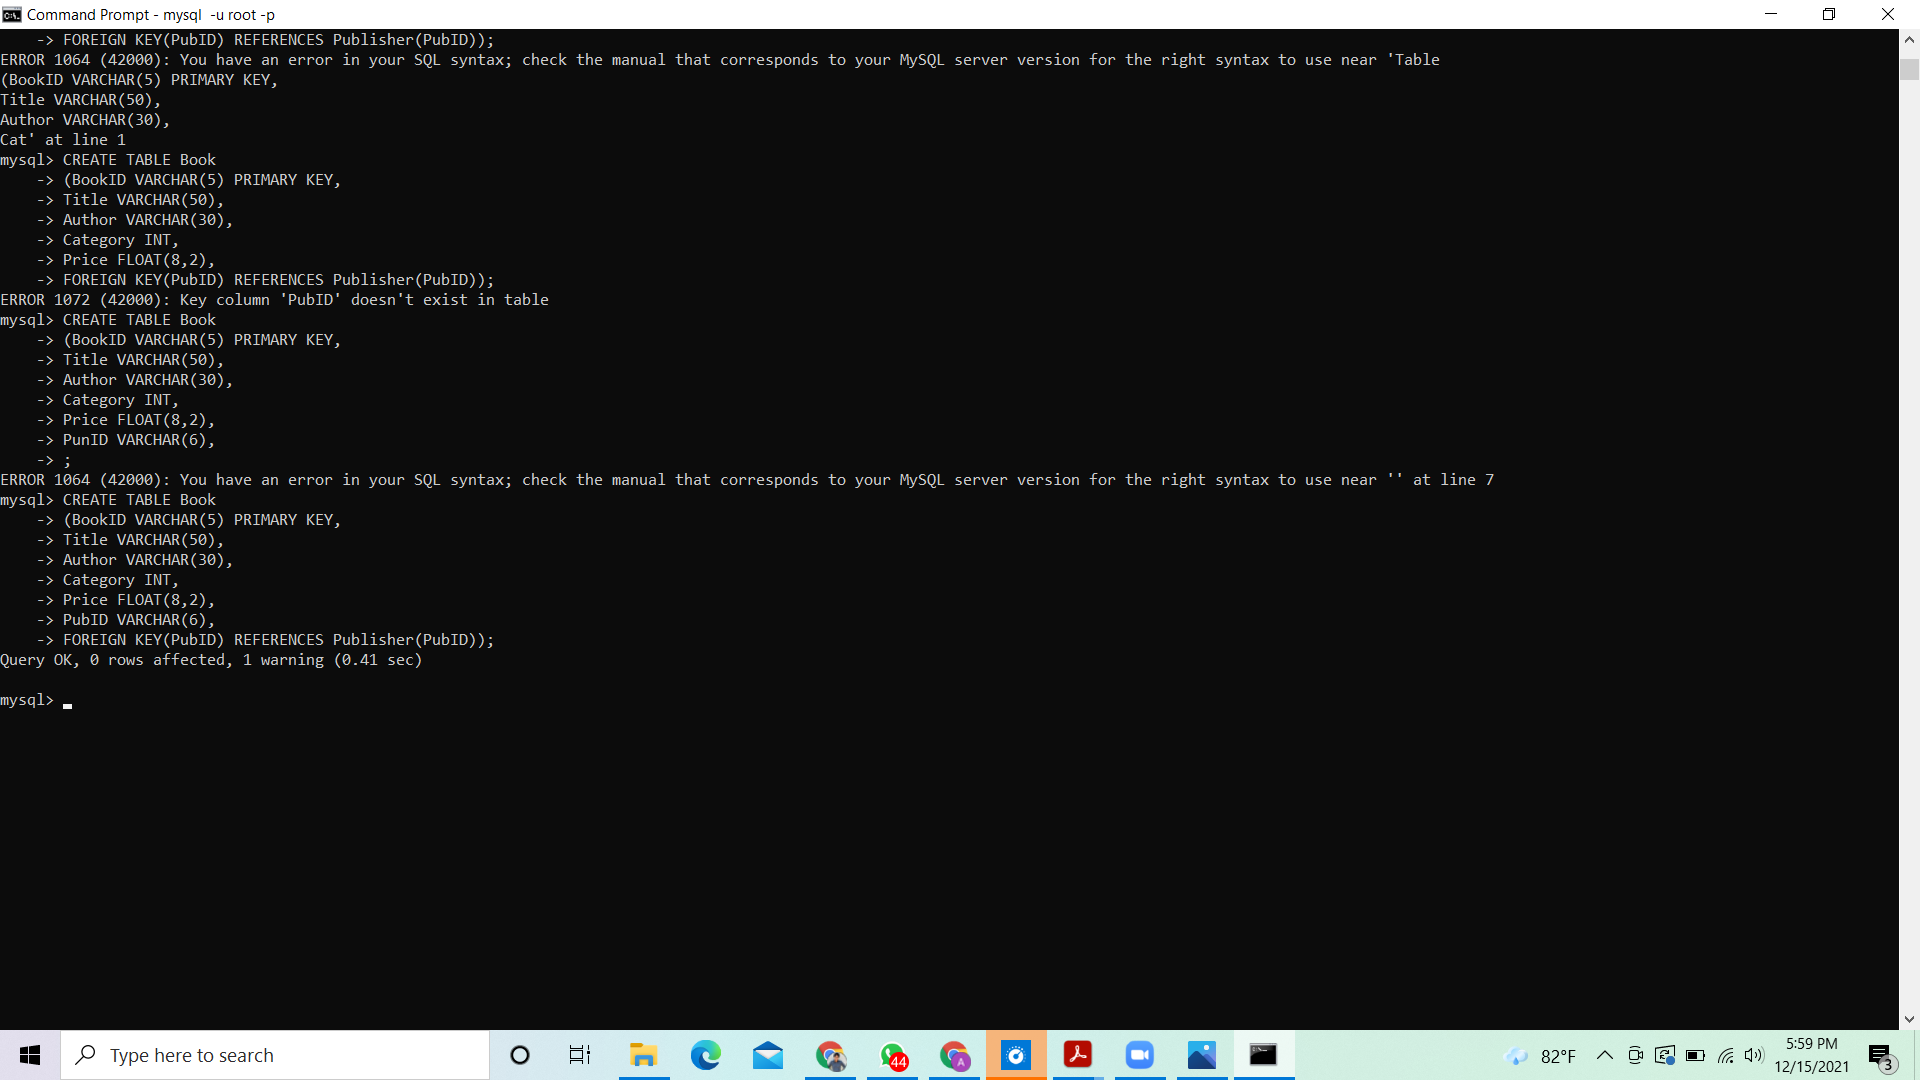 Command Prompt - mysql  -u root -p
    -> FOREIGN KEY(PubID) REFERENCES Publisher(PubID));
ERROR 1064 (42000): You have an error in your SQL syntax; check the manual that corresponds to your MySQL server version for the right syntax to use near 'Table
(BookID VARCHAR(5) PRIMARY KEY,
Title VARCHAR(50),
Author VARCHAR(30),
Cat' at line 1
mysql> CREATE TABLE Book
    -> (BookID VARCHAR(5) PRIMARY KEY,
    -> Title VARCHAR(50),
    -> Author VARCHAR(30),
    -> Category INT,
    -> Price FLOAT(8,2),
    -> FOREIGN KEY(PubID) REFERENCES Publisher(PubID));
ERROR 1072 (42000): Key column 'PubID' doesn't exist in table
mysql> CREATE TABLE Book
    -> (BookID VARCHAR(5) PRIMARY KEY,
    -> Title VARCHAR(50),
    -> Author VARCHAR(30),
    -> Category INT,
    -> Price FLOAT(8,2),
    -> PunID VARCHAR(6),
    -> ;
ERROR 1064 (42000): You have an error in your SQL syntax; check the manual that corresponds to your MySQL server version for the right syntax to use near '' at line 7
mysql> CREATE TABLE Book
    -> (BookID VARCHAR(5) PRIMARY KEY,
    -> Title VARCHAR(50),
    -> Author VARCHAR(30),
    -> Category INT,
    -> Price FLOAT(8,2),
    -> PubID VARCHAR(6),
    -> FOREIGN KEY(PubID) REFERENCES Publisher(PubID));
Query OK, 0 rows affected, 1 warning (0.41 sec)
mysql>
Type here to search
44
A
82°F
5:59 PM
12/15/2021
3